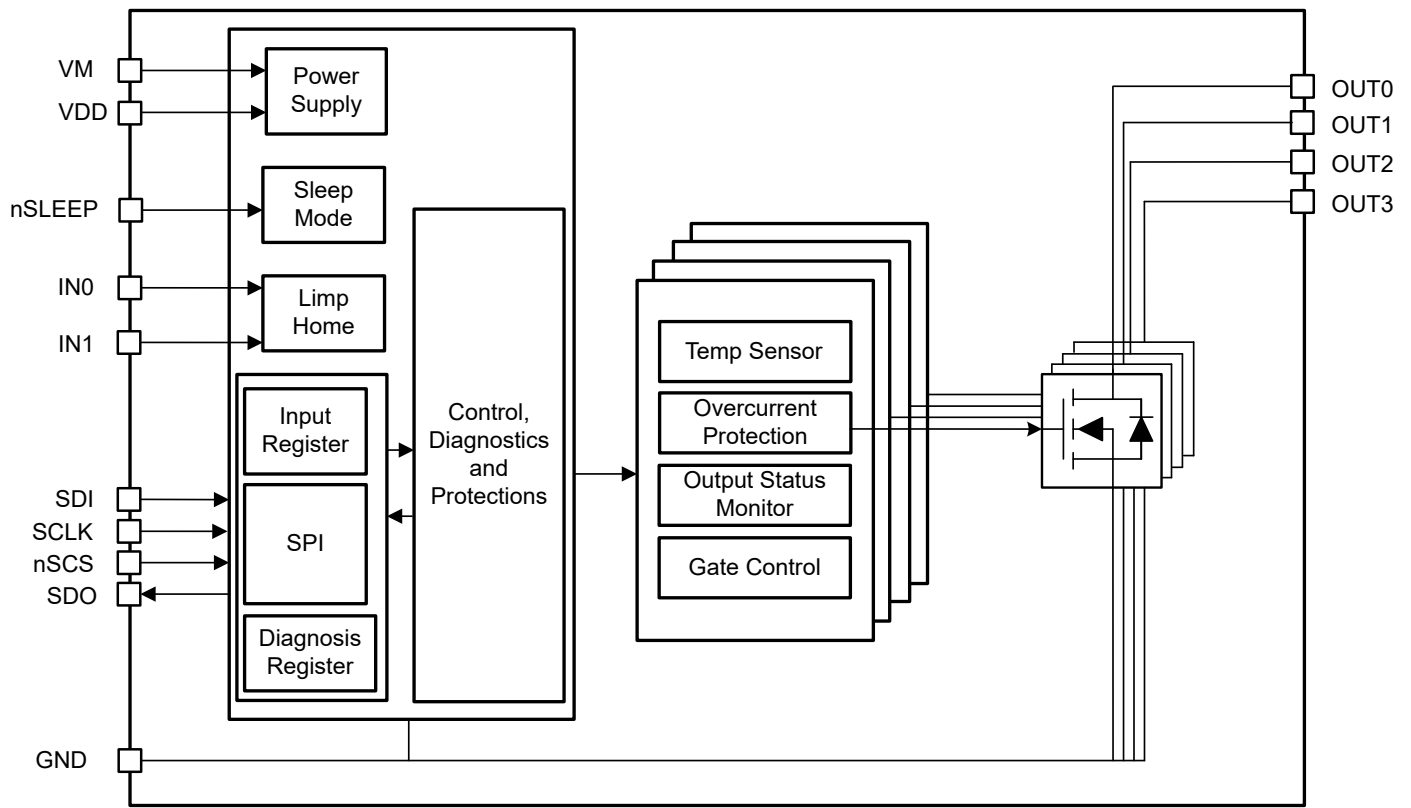 VM
VDD
nSLEEP
IN0
IN1
SDI
SCLK
nSCS
SDO
GND
Power
Supply
Sleep
Mode
Limp
Home
Input
Register
SPI
Diagnosis
Register
Control,
Diagnostics
and
Protections
Temp Sensor
Overcurrent
Protection
Output Status
Monitor
Gate Control
OUT0
OUT1
OUT2
OUT3